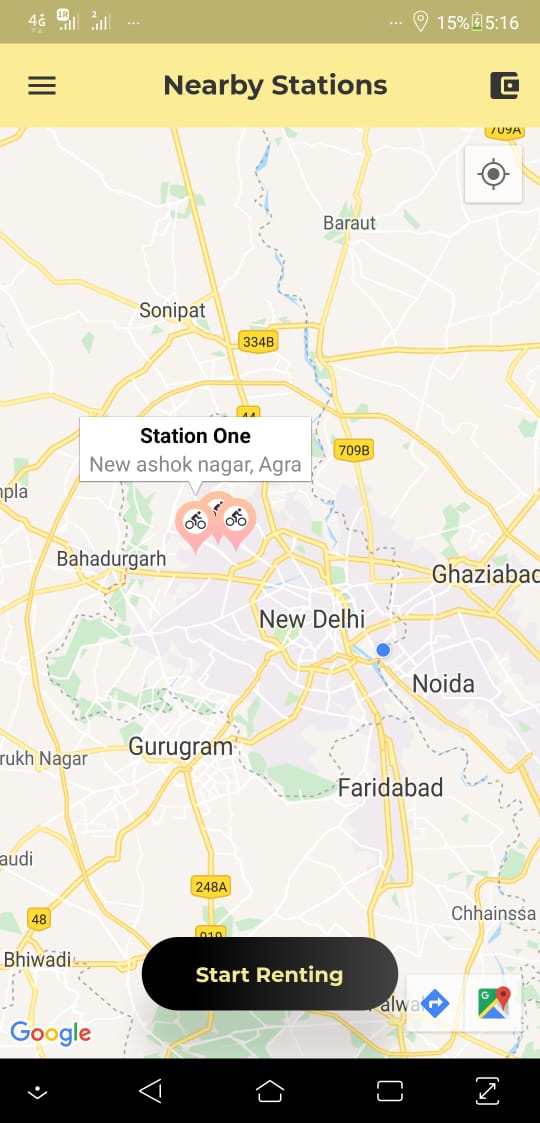 4G 1R 2 ... ... 15% 5:16
Nearby Stations
709A
Baraut
Sonipat
334B
44
Station One
New ashok nagar, Agra
709B
npla
Bahadurgarh
Ghaziabad
New Delhi
Noida
Gurugram
rukh Nagar
Faridabad
audi
248A
48
919
Chhainssa
Bhiwadi
Start Renting
Palwa
G
Google